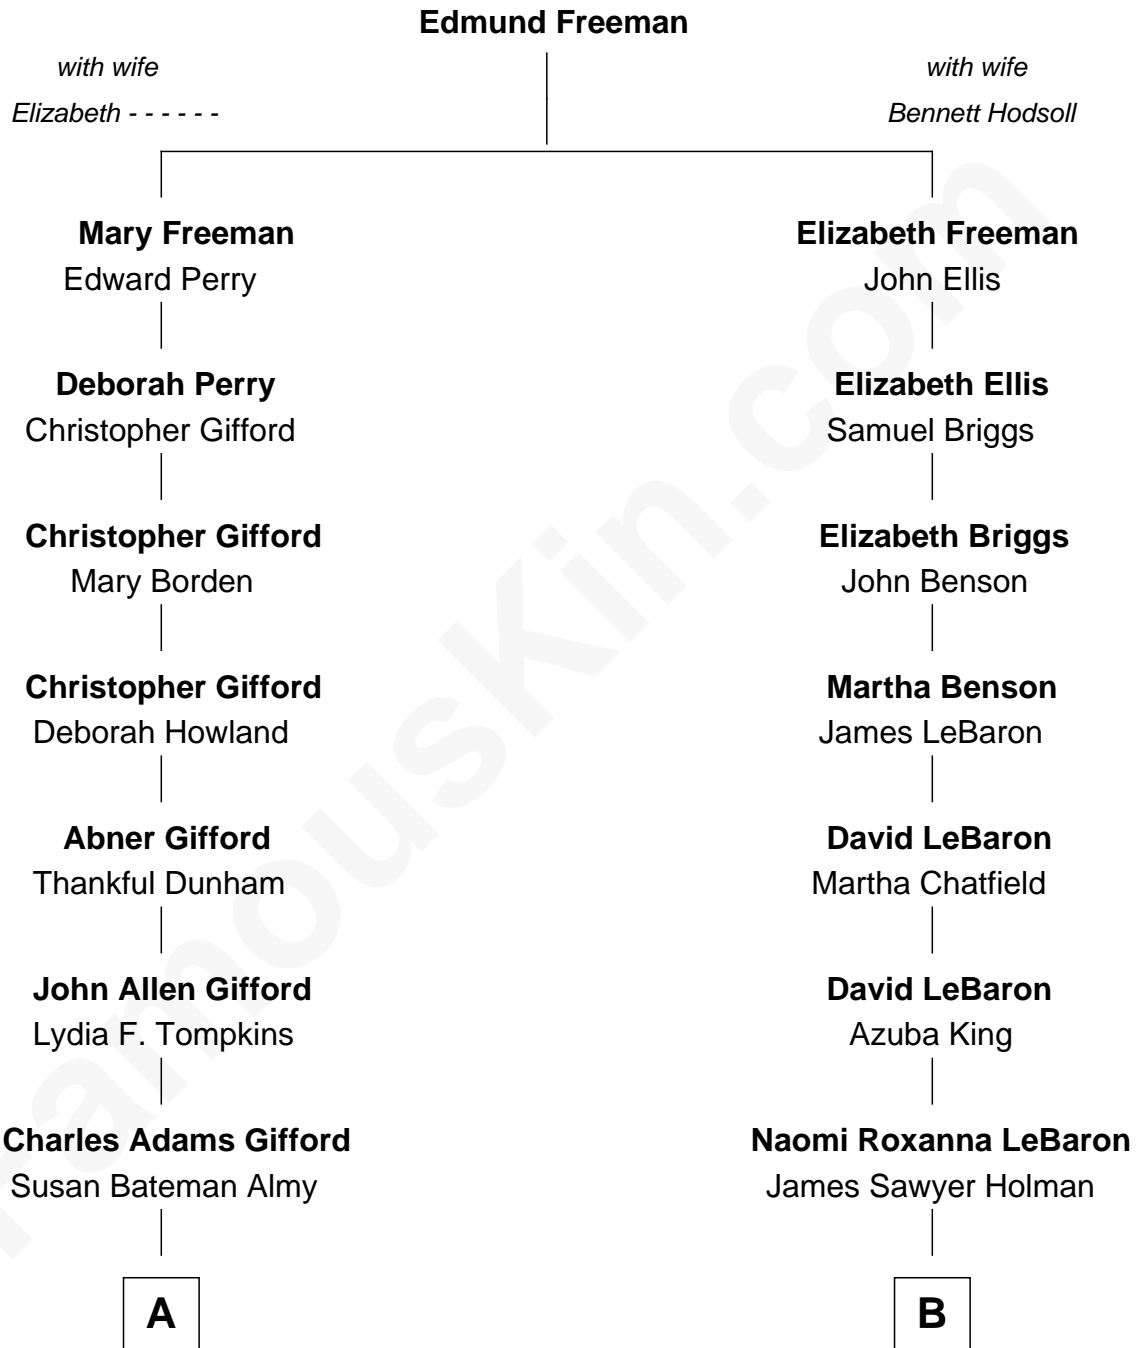 Edmund Freeman
with wife
Elizabeth - - - - - -
with wife
Bennett Hodsoll
Mary Freeman
Edward Perry
Elizabeth Freeman
John Ellis
Deborah Perry
Christopher Gifford
Elizabeth Ellis
Samuel Briggs
Christopher Gifford
Mary Borden
Elizabeth Briggs
John Benson
Christopher Gifford
Deborah Howland
Martha Benson
James LeBaron
Abner Gifford
Thankful Dunham
David LeBaron
Martha Chatfield
John Allen Gifford
Lydia F. Tompkins
David LeBaron
Azuba King
Charles Adams Gifford
Susan Bateman Almy
Naomi Roxanna LeBaron
James Sawyer Holman
A
B
FamousKin.com